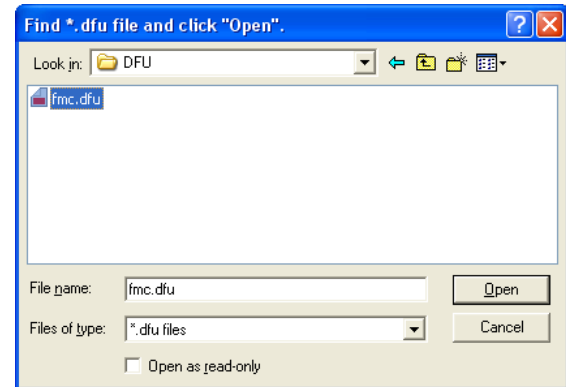 Find *.dfu file and click "Open".
Look in: DFU
fmc.dfu
File name: fmc.dfu Open
Files of type: *.dfu files Cancel
Open as read-only